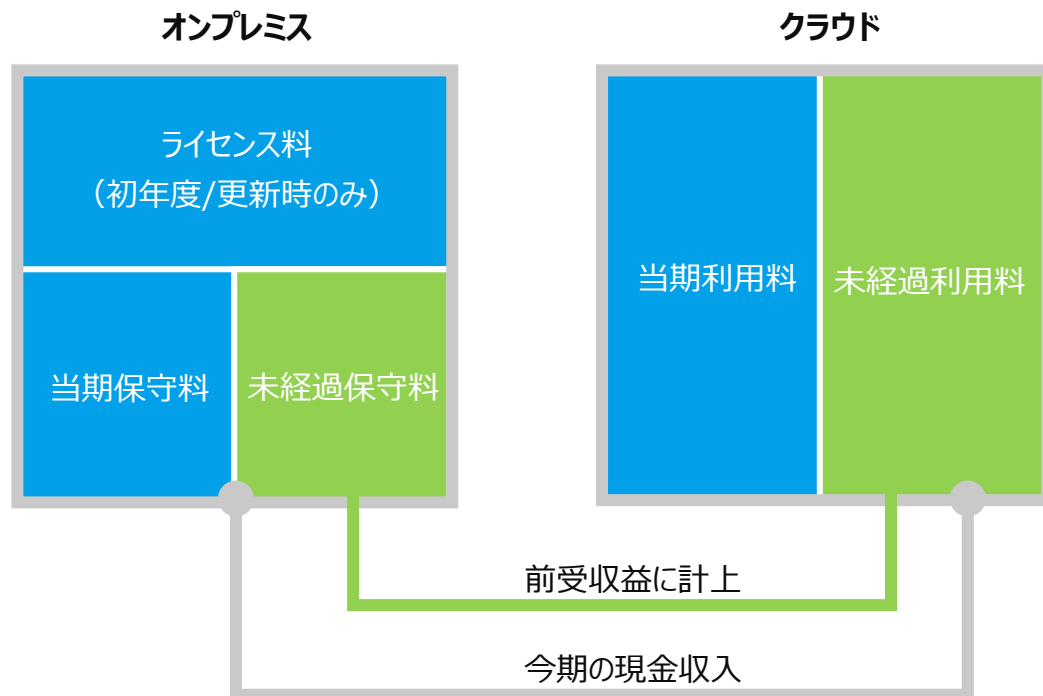 オンプレミス
クラウド
ライセンス料
（初年度/更新時のみ）
当期保守料
未経過保守料
当期利用料
未経過利用料
前受収益に計上
今期の現金収入